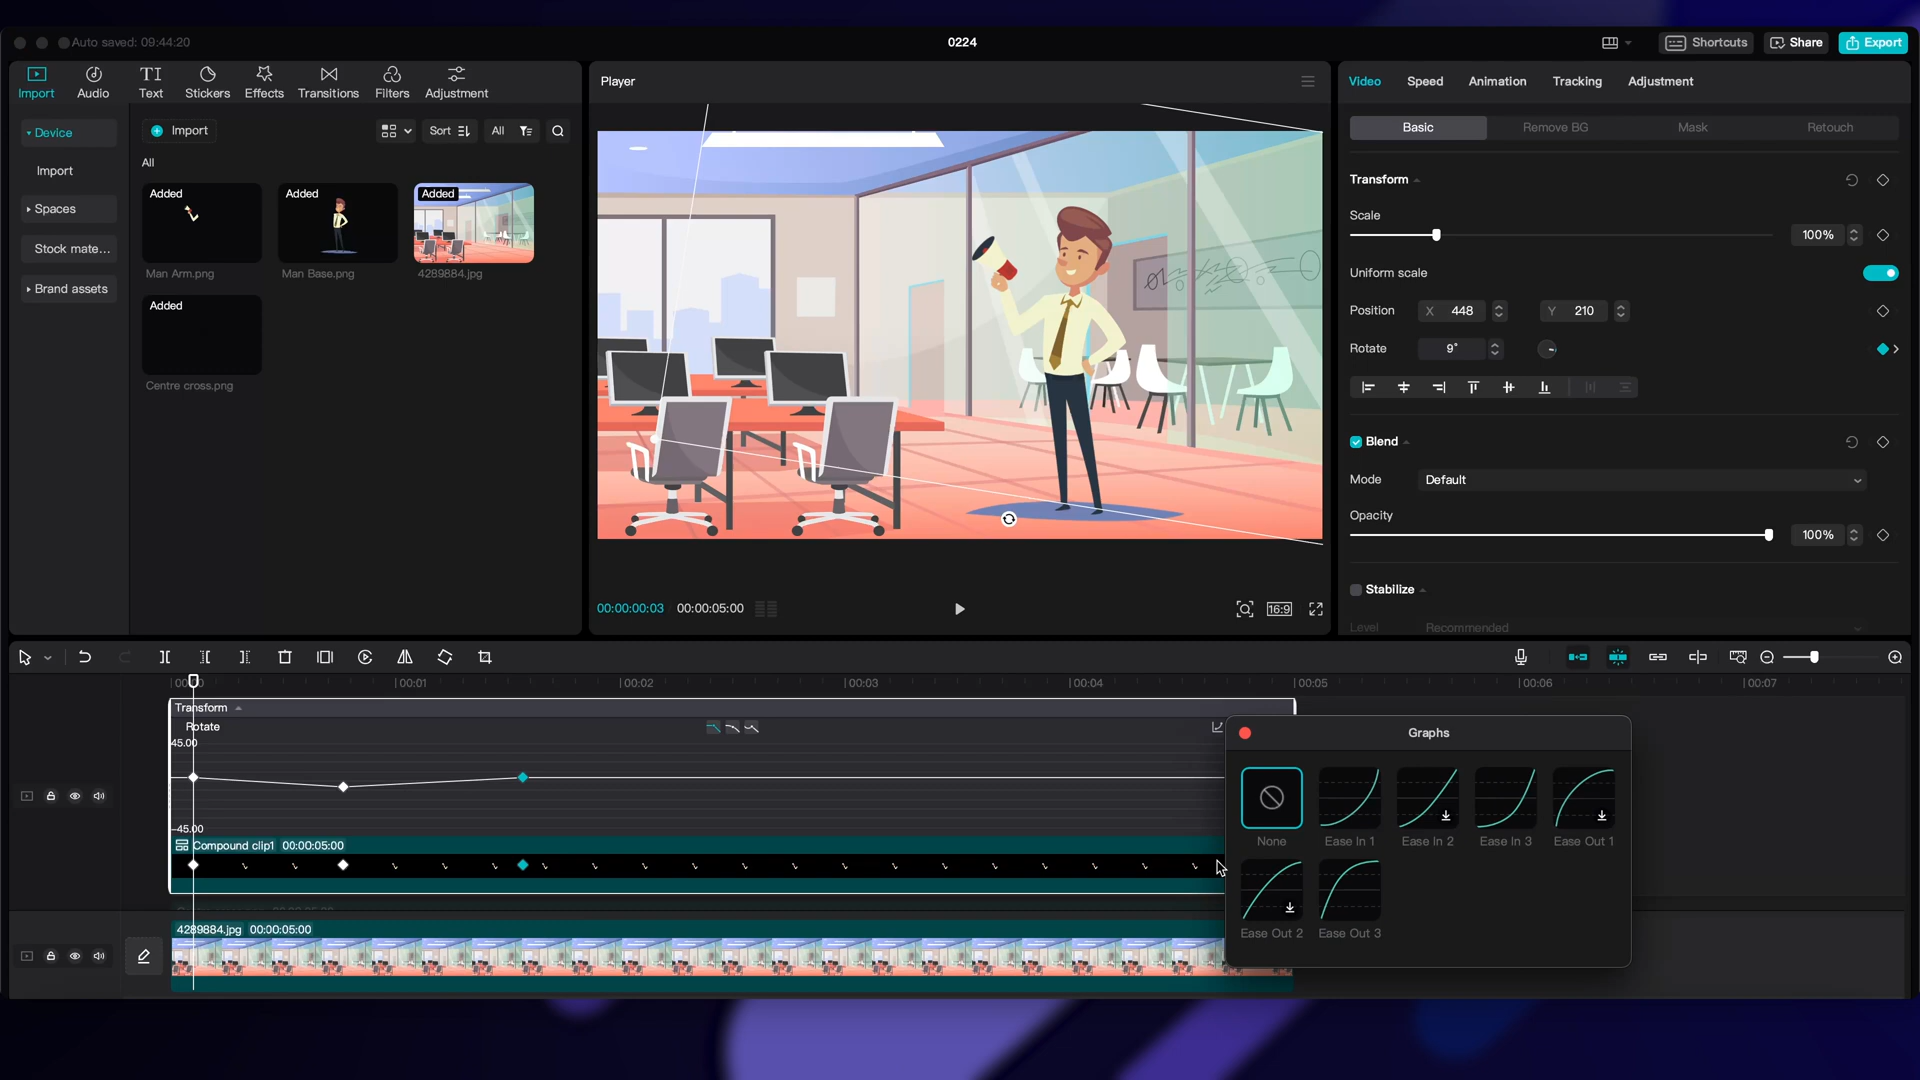 Auto saved: 09:44:20
0224
Shortcuts
Share
Export
Import
Audio
TI
Text
Stickers
Effects
Transitions
Filters
Adjustment
Device
Import
Spaces
Stock mate...
Brand assets
Import
Sort
All
All
Added
Man Arm.png
Added
Man Base.png
Added
4289884.jpg
Added
Centre cross.png
Player
00:00:00:03
00:00:05:00
16:9
Video
Speed
Animation
Tracking
Adjustment
Basic
Remove BG
Mask
Retouch
Transform
Scale
100%
Uniform scale
Position
X 448
Y 210
Rotate
9°
Blend
Mode
Default
Opacity
100%
Stabilize
Level
Recommended
00:01
00:02
00:03
00:04
00:05
00:06
00:07
Transform
Rotate
45.00
-45.00
Compound clip1 00:00:05:00
4289884.jpg 00:00:05:00
Graphs
None
Ease In 1
Ease In 2
Ease In 3
Ease Out 1
Ease Out 2
Ease Out 3